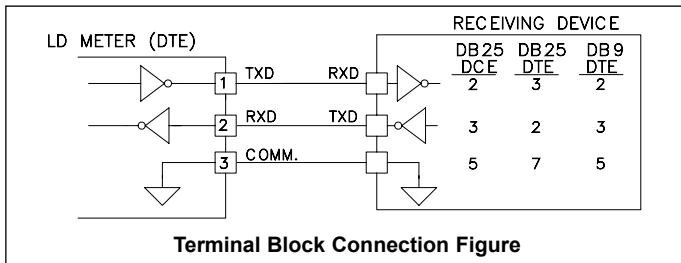 RECEIVING DEVICE
LD METER (DTE)
DB25 DB25 DB9
DCE DTE DTE
1 TXD RXD 2 3 2
2 RXD TXD 3 2 3
3 COMM. 5 7 5
Terminal Block Connection Figure